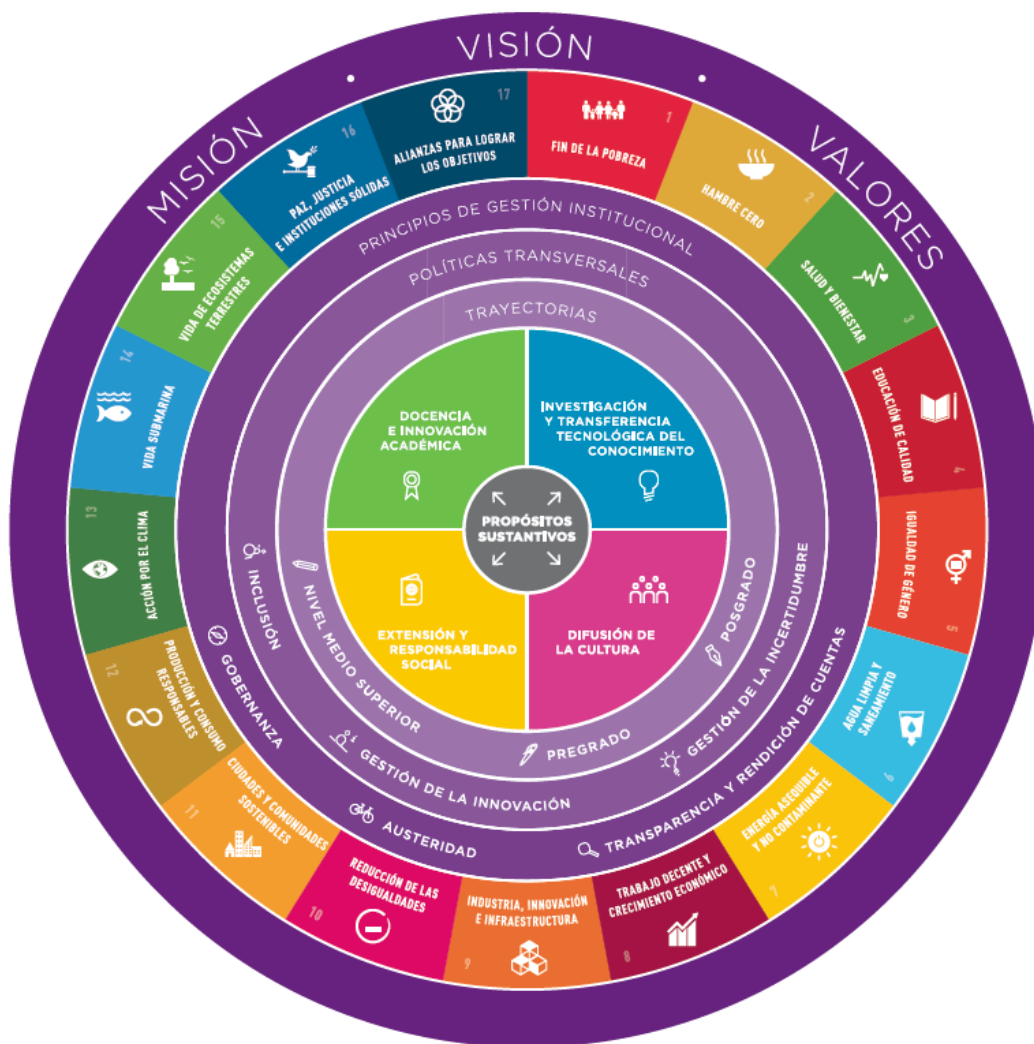 MISIÓN
VISIÓN
VALORES
1
FIN DE LA POBREZA
2
HAMBRE CERO
3
SALUD Y BIENESTAR
4
EDUCACIÓN DE CALIDAD
5
IGUALDAD DE GÉNERO
6
AGUA LIMPIA Y
SANEAMIENTO
7
ENERGÍA ASEQUIBLE
Y NO CONTAMINANTE
8
TRABAJO DECENTE Y
CRECIMIENTO ECONÓMICO
9
INDUSTRIA, INNOVACIÓN
E INFRAESTRUCTURA
10
REDUCCIÓN DE LAS
DESIGUALDADES
11
CIUDADES Y COMUNIDADES
SOSTENIBLES
12
PRODUCCIÓN Y CONSUMO
RESPONSABLES
13
ACCIÓN POR EL CLIMA
14
VIDA SUBMARINA
15
VIDA DE ECOSISTEMAS
TERRESTRES
16
PAZ, JUSTICIA
E INSTITUCIONES SÓLIDAS
17
ALIANZAS PARA LOGRAR
LOS OBJETIVOS
PRINCIPIOS DE GESTIÓN INSTITUCIONAL
GOBERNANZA
AUSTERIDAD
TRANSPARENCIA Y RENDICIÓN DE CUENTAS
POLÍTICAS TRANSVERSALES
INCLUSIÓN
GESTIÓN DE LA INNOVACIÓN
GESTIÓN DE LA INCERTIDUMBRE
TRAYECTORIAS
NIVEL MEDIO SUPERIOR
PREGRADO
POSGRADO
DOCENCIA
E INNOVACIÓN
ACADÉMICA
INVESTIGACIÓN
Y TRANSFERENCIA
TECNOLÓGICA DEL
CONOCIMIENTO
PROPÓSITOS
SUSTANTIVOS
EXTENSIÓN Y
RESPONSABILIDAD
SOCIAL
DIFUSIÓN DE
LA CULTURA